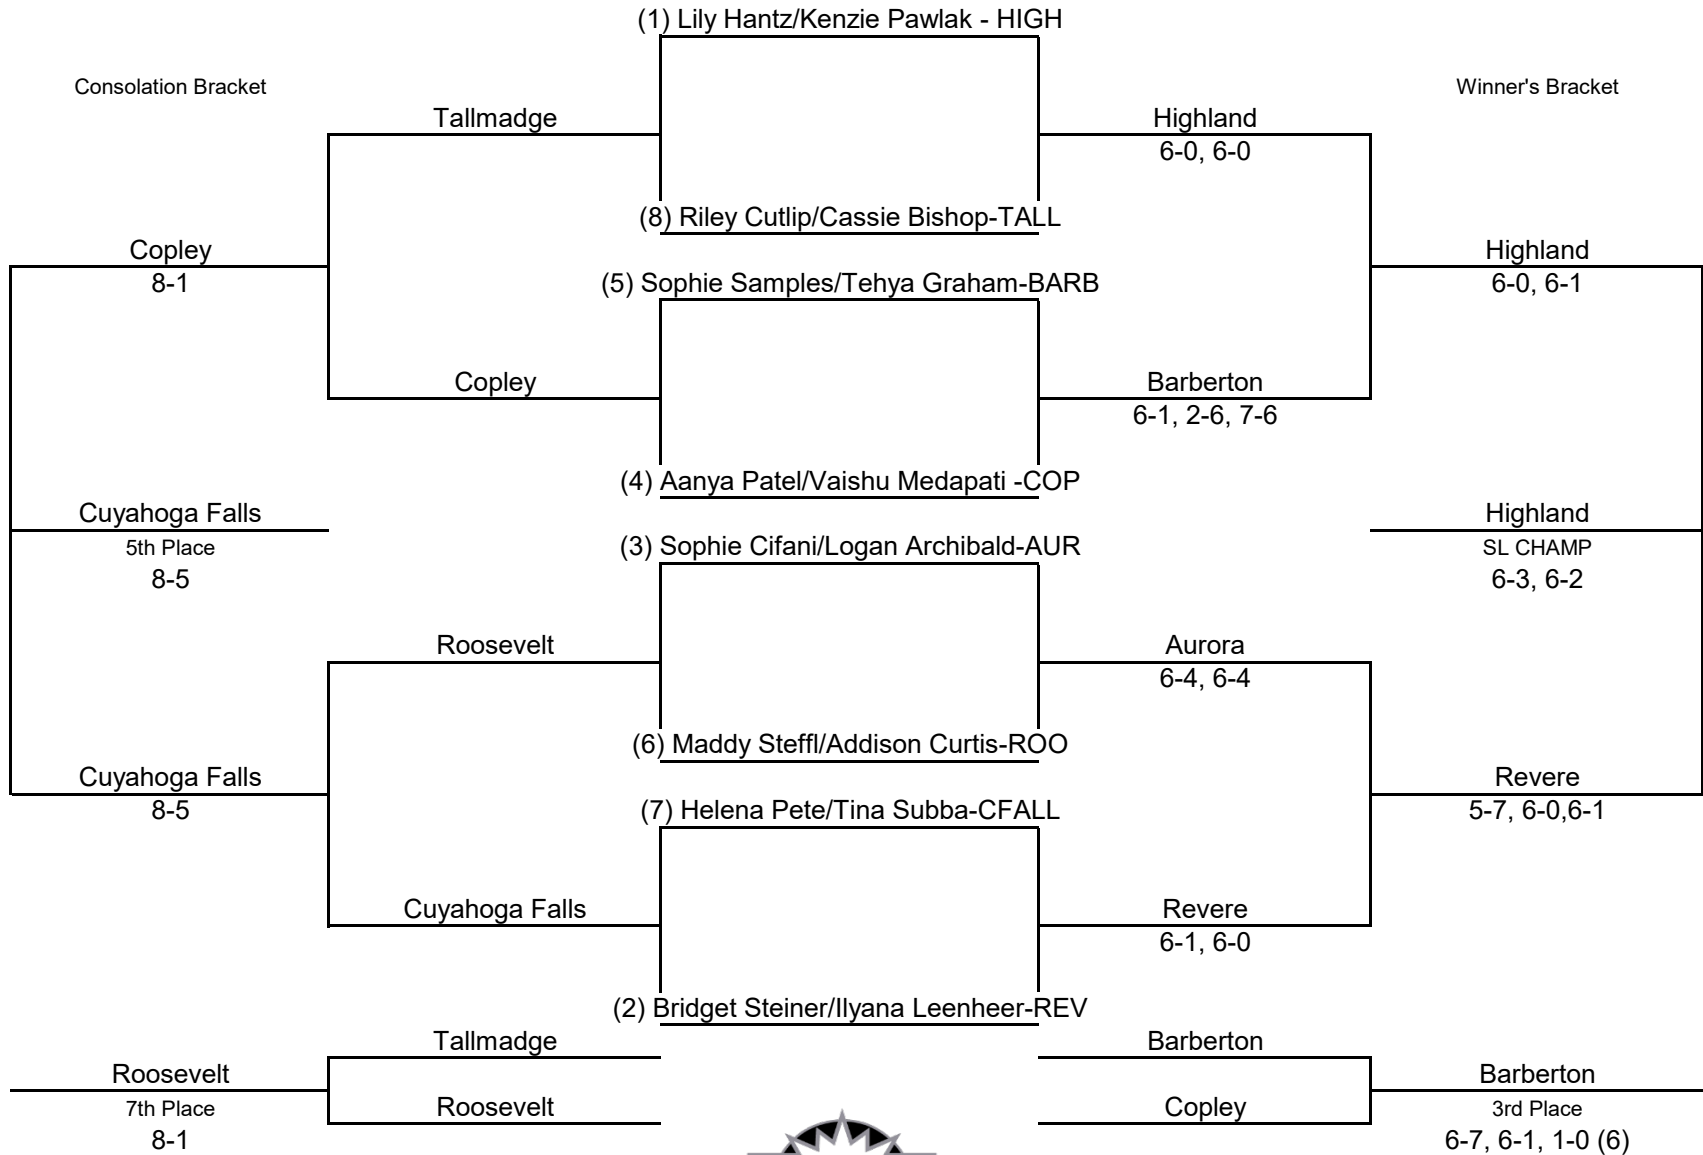 (1) Lily Hantz/Kenzie Pawlak - HIGH
Consolation Bracket
Winner's Bracket
Tallmadge
Highland
6-0, 6-0
(8) Riley Cutlip/Cassie Bishop-TALL
Copley
8-1
Highland
6-0, 6-1
(5) Sophie Samples/Tehya Graham-BARB
Copley
Barberton
6-1, 2-6, 7-6
(4) Aanya Patel/Vaishu Medapati -COP
Cuyahoga Falls
5th Place
8-5
Highland
SL CHAMP
6-3, 6-2
(3) Sophie Cifani/Logan Archibald-AUR
Roosevelt
Aurora
6-4, 6-4
(6) Maddy Steffl/Addison Curtis-ROO
Cuyahoga Falls
8-5
Revere
5-7, 6-0,6-1
(7) Helena Pete/Tina Subba-CFALL
Cuyahoga Falls
Revere
6-1, 6-0
(2) Bridget Steiner/Ilyana Leenheer-REV
Tallmadge
Barberton
Roosevelt
7th Place
8-1
Barberton
3rd Place
6-7, 6-1, 1-0 (6)
Roosevelt
Copley